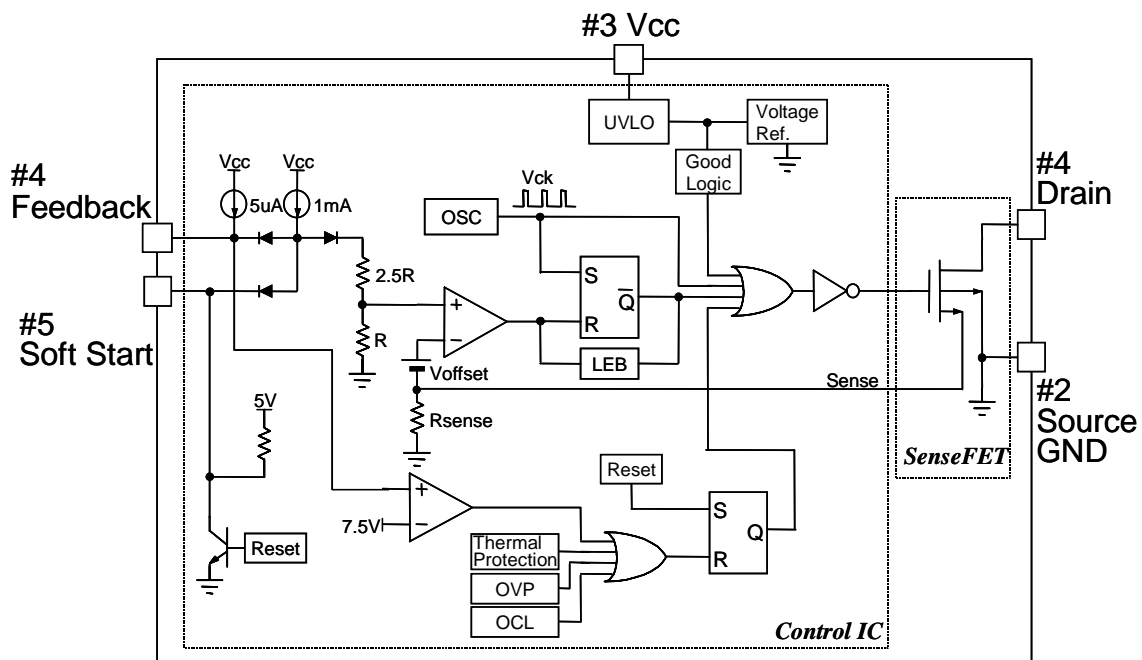 #3 Vcc
UVLO
Voltage
Ref.
Good
Logic
Vcc
Vcc
#4
Feedback
5uA
1mA
Vck
OSC
#4
Drain
2.5R
S
Q
R
R
+
−
#5
Soft Start
LEB
Voffset
Sense
Rsense
#2
Source
GND
5V
SenseFET
Reset
+
−
7.5V
S
Q
R
Thermal
Protection
Reset
OVP
OCL
Control IC